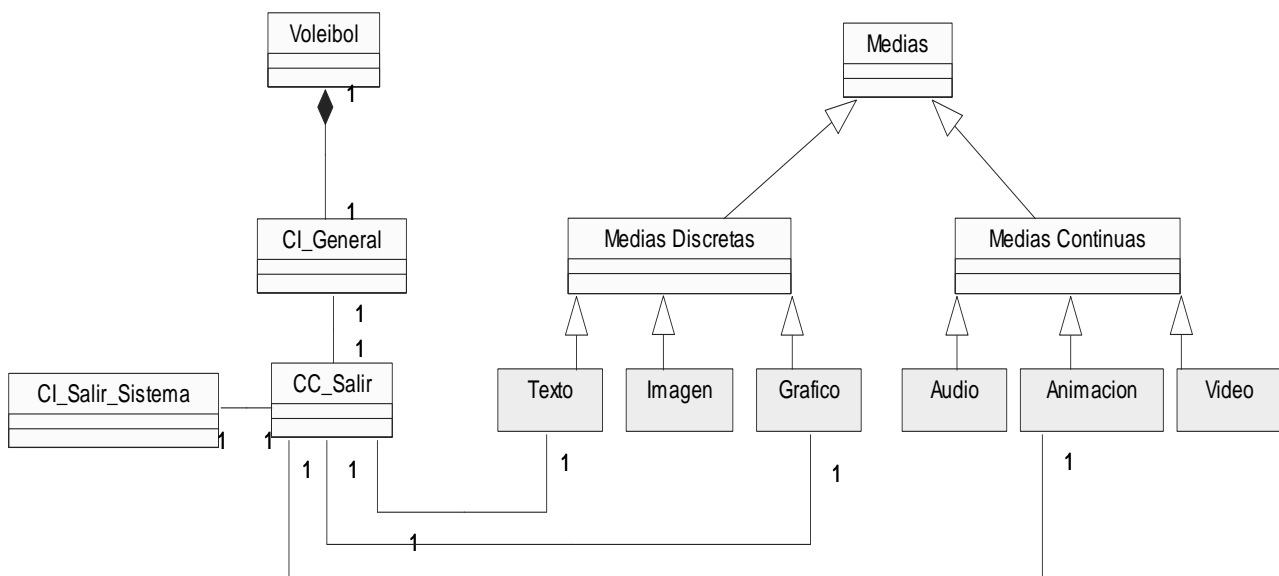 Voleibol
Medias
1
1
CI_General
Medias Discretas
Medias Continuas
1
1
CI_Salir_Sistema
CC_Salir
Texto
Imagen
Grafico
Audio
Animacion
Video
1
1
1
1
1
1
1
1